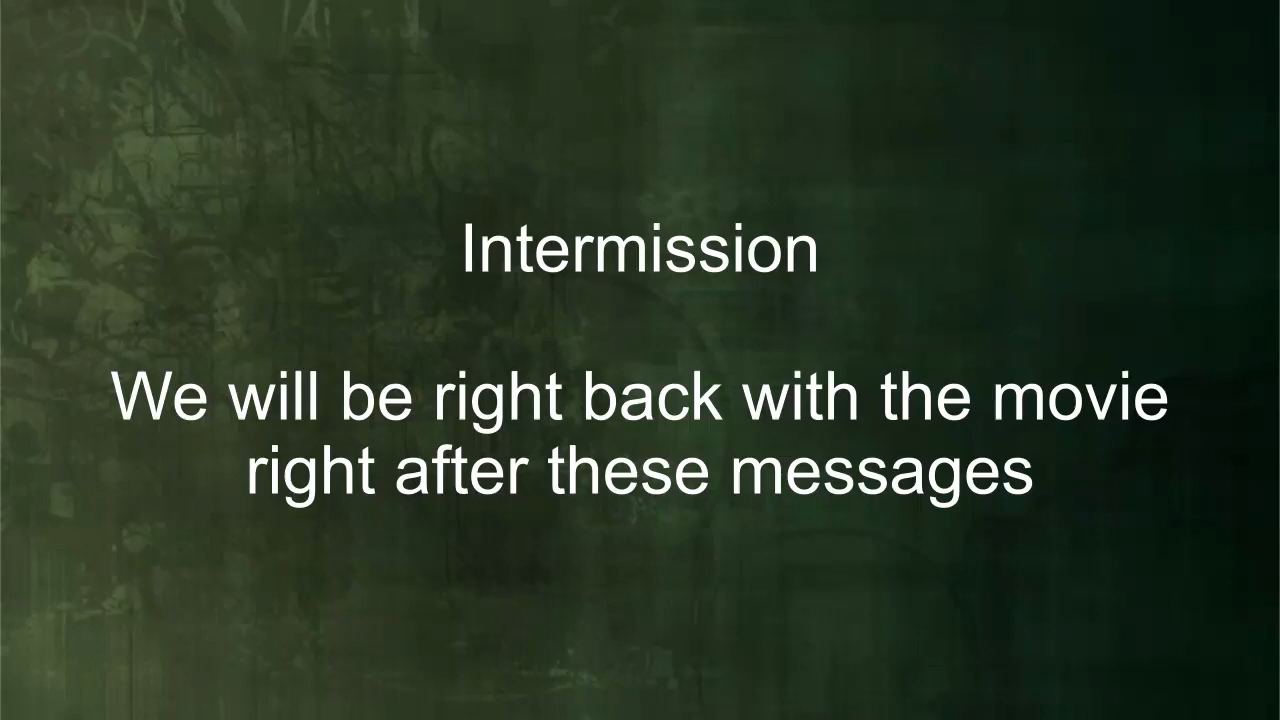 Intermission
We will be right back with the movie
right after these messages